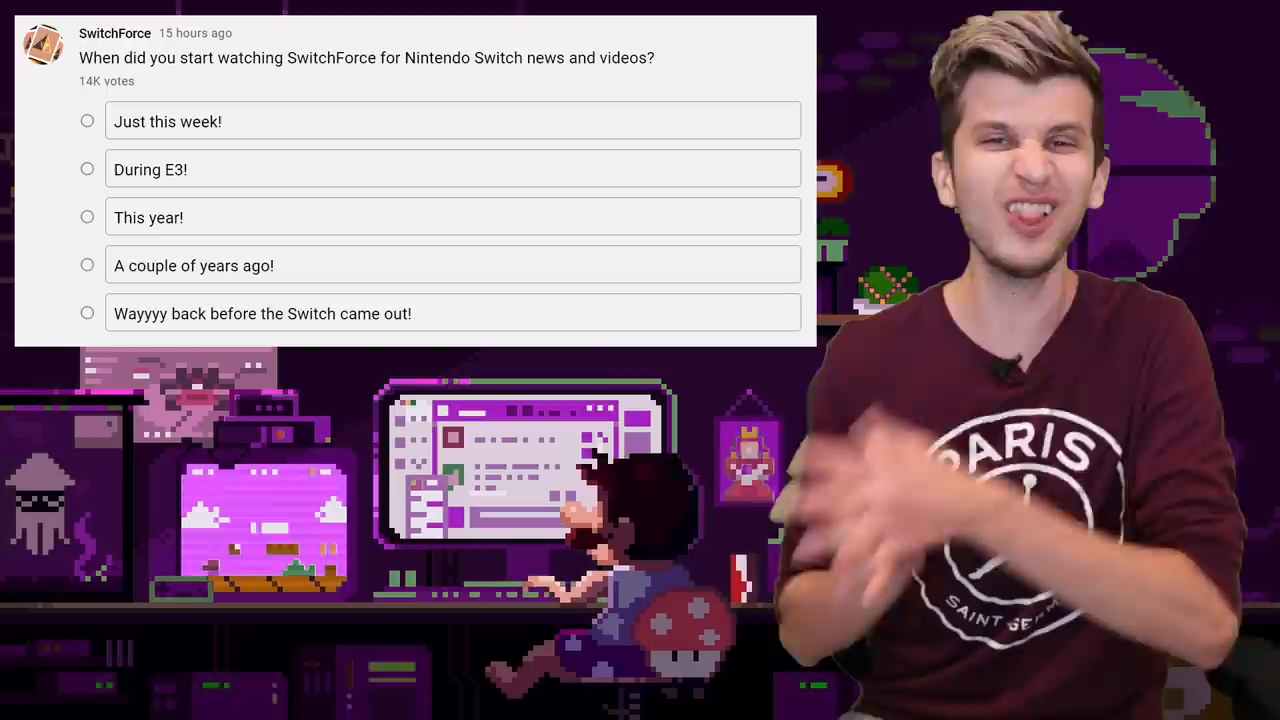 SwitchForce 15 hours ago
When did you start watching SwitchForce for Nintendo Switch news and videos?
14K votes
Just this week!
During E3!
This year!
A couple of years ago!
Wayyyy back before the Switch came out!
PARIS
SAINT